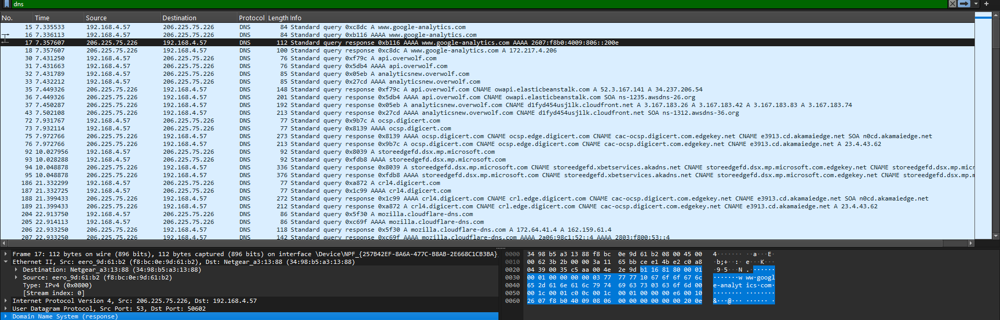 dns
No. Time Source Destination Protocol Length Info
15 7.335533 192.168.4.57 206.225.75.226 DNS 84 Standard query 0xc8dc A www.google-analytics.com
16 7.336113 192.168.4.57 206.225.75.226 DNS 84 Standard query 0xb116 AAAA www.google-analytics.com
17 7.357607 206.225.75.226 192.168.4.57 DNS 112 Standard query response 0xb116 AAAA www.google-analytics.com AAAA 2607:f8b0:4009:806::200e
18 7.357607 206.225.75.226 192.168.4.57 DNS 100 Standard query response 0xc8dc A www.google-analytics.com A 172.217.4.206
30 7.431250 192.168.4.57 206.225.75.226 DNS 76 Standard query 0xf79c A api.overwolf.com
31 7.431663 192.168.4.57 206.225.75.226 DNS 76 Standard query 0x5db4 AAAA api.overwolf.com
32 7.431789 192.168.4.57 206.225.75.226 DNS 85 Standard query 0x05eb A analyticsnew.overwolf.com
33 7.432212 192.168.4.57 206.225.75.226 DNS 85 Standard query 0x27cd AAAA analyticsnew.overwolf.com
35 7.449326 206.225.75.226 192.168.4.57 DNS 148 Standard query response 0xf79c A api.overwolf.com CNAME owapi.elasticbeanstalk.com A 52.3.167.141 A 34.237.206.54
36 7.449326 206.225.75.226 192.168.4.57 DNS 201 Standard query response 0x5db4 AAAA api.overwolf.com CNAME owapi.elasticbeanstalk.com SOA ns-1235.awsdns-26.org
37 7.450287 206.225.75.226 192.168.4.57 DNS 192 Standard query response 0x05eb A analyticsnew.overwolf.com CNAME d1fyd454usj1lk.cloudfront.net A 3.167.183.26 A 3.167.183.42 A 3.167.183.83 A 3.167.183.74
43 7.502108 206.225.75.226 192.168.4.57 DNS 213 Standard query response 0x27cd AAAA analyticsnew.overwolf.com CNAME d1fyd454usj1lk.cloudfront.net SOA ns-1312.awsdns-36.org
72 7.931767 192.168.4.57 206.225.75.226 DNS 77 Standard query 0x9b7c A ocsp.digicert.com
73 7.932114 192.168.4.57 206.225.75.226 DNS 77 Standard query 0x8139 AAAA ocsp.digicert.com
75 7.972766 206.225.75.226 192.168.4.57 DNS 273 Standard query response 0x8139 AAAA ocsp.digicert.com CNAME ocsp.edge.digicert.com CNAME cac-ocsp.digicert.com.edgekey.net CNAME e3913.cd.akamaiedge.net SOA n0cd.akamaiedge.net
76 7.972766 206.225.75.226 192.168.4.57 DNS 213 Standard query response 0x9b7c A ocsp.digicert.com CNAME ocsp.edge.digicert.com CNAME cac-ocsp.digicert.com.edgekey.net CNAME e3913.cd.akamaiedge.net A 23.4.43.62
92 10.027956 192.168.4.57 206.225.75.226 DNS 92 Standard query 0x8039 A storeedgefd.dsx.mp.microsoft.com
93 10.028288 192.168.4.57 206.225.75.226 DNS 92 Standard query 0xfdb8 AAAA storeedgefd.dsx.mp.microsoft.com
94 10.048878 206.225.75.226 192.168.4.57 DNS 336 Standard query response 0x8039 A storeedgefd.dsx.mp.microsoft.com CNAME storeedgefd.xbetservices.akadns.net CNAME storeedgefd.dsx.mp.microsoft.com.edgekey.net CNAME storeedgefd.dsx.mp.micr
95 10.048878 206.225.75.226 192.168.4.57 DNS 376 Standard query response 0xfdb8 AAAA storeedgefd.dsx.mp.microsoft.com CNAME storeedgefd.xbetservices.akadns.net CNAME storeedgefd.dsx.mp.microsoft.com.edgekey.net CNAME storeedgefd.dsx.mp.m
186 21.332299 192.168.4.57 206.225.75.226 DNS 77 Standard query 0xa872 A crl4.digicert.com
187 21.332725 192.168.4.57 206.225.75.226 DNS 77 Standard query 0x1c99 AAAA crl4.digicert.com
188 21.399433 206.225.75.226 192.168.4.57 DNS 272 Standard query response 0x1c99 AAAA crl4.digicert.com CNAME crl.edge.digicert.com CNAME cac-ocsp.digicert.com.edgekey.net CNAME e3913.cd.akamaiedge.net SOA n0cd.akamaiedge.net
189 21.399433 206.225.75.226 192.168.4.57 DNS 212 Standard query response 0xa872 A crl4.digicert.com CNAME crl.edge.digicert.com CNAME cac-ocsp.digicert.com.edgekey.net CNAME e3913.cd.akamaiedge.net A 23.4.43.62
204 22.913750 192.168.4.57 206.225.75.226 DNS 86 Standard query 0x5f30 A mozilla.cloudflare-dns.com
205 22.914113 192.168.4.57 206.225.75.226 DNS 86 Standard query 0xc69f AAAA mozilla.cloudflare-dns.com
206 22.933250 206.225.75.226 192.168.4.57 DNS 118 Standard query response 0x5f30 A mozilla.cloudflare-dns.com A 172.64.41.4 A 162.159.61.4
207 22.933250 206.225.75.226 192.168.4.57 DNS 142 Standard query response 0xc69f AAAA mozilla.cloudflare-dns.com AAAA 2a06:98c1:52::4 AAAA 2803:f800:53::4
Frame 17: 112 bytes on wire (896 bits), 112 bytes captured (896 bits) on interface \Device\NPF_{257B42EF-8A6A-477C-B8AB-2E668C1CB3BA}
Ethernet II, Src: eero_9d:61:b2 (f8:bc:0e:9d:61:b2), Dst: Netgear_a3:13:88 (34:98:b5:a3:13:88)
Destination: Netgear_a3:13:88 (34:98:b5:a3:13:88)
Source: eero_9d:61:b2 (f8:bc:0e:9d:61:b2)
Type: IPv4 (0x0800)
[Stream index: 0]
Internet Protocol Version 4, Src: 206.225.75.226, Dst: 192.168.4.57
User Datagram Protocol, Src Port: 53, Dst Port: 50602
Domain Name System (response)
0000 34 98 b5 a3 13 88 f8 bc 0e 9d 61 b2 08 00 45 00 4······· ··a···E·
0010 00 62 3b 2b 00 00 3a 11 65 bb ce e1 4b e2 c0 a8 ·b;+··:· e···K···
0020 04 39 00 35 c5 aa 00 4e 2e 9d b1 16 81 80 00 01 ·9·5···N .·······
0030 00 01 00 00 00 00 03 77 77 77 10 67 6f 6f 67 6c ·······w ww·googl
0040 65 2d 61 6e 61 6c 79 74 69 63 73 03 63 6f 6d 00 e-analyt ics·com·
0050 00 1c 00 01 c0 0c 00 1c 00 01 00 00 00 e6 00 10 ········ ········
0060 26 07 f8 b0 40 09 08 06 00 00 00 00 00 00 20 0e &···@··· ······ ·